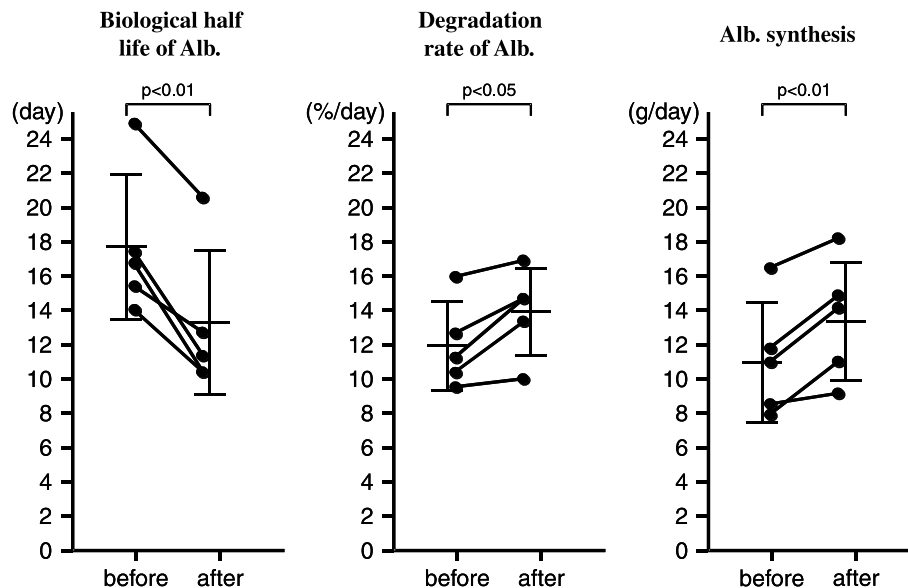 Biological half
life of Alb.
p<0.01
(day)
24
22
20
18
16
14
12
10
8
6
4
2
0
before after
Degradation
rate of Alb.
p<0.05
(%/day)
24
22
20
18
16
14
12
10
8
6
4
2
0
before after
Alb. synthesis
p<0.01
(g/day)
24
22
20
18
16
14
12
10
8
6
4
2
0
before after